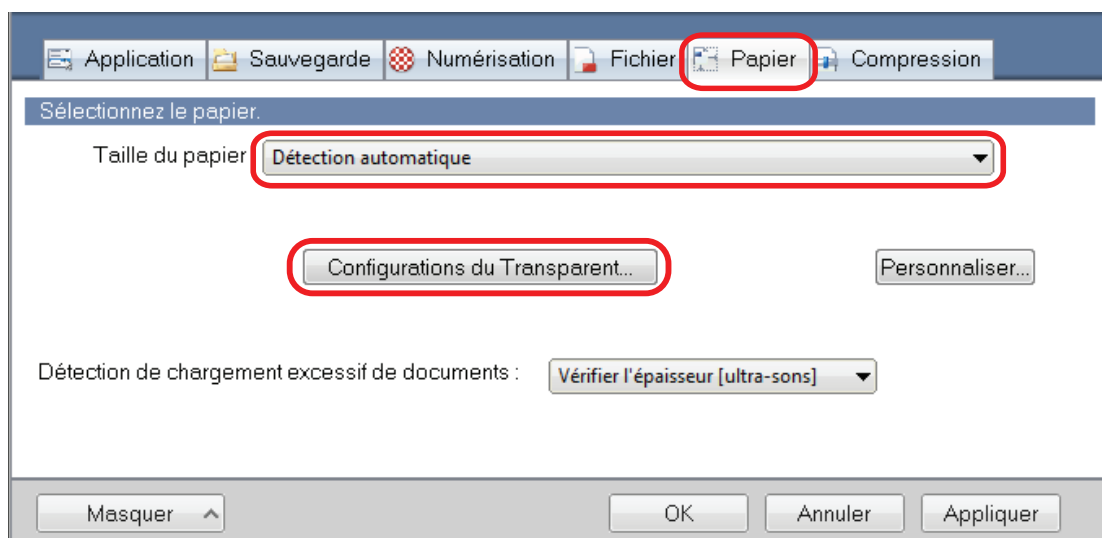 Application Sauvegarde Numérisation Fichier Papier Compression
Sélectionnez le papier.
Taille du papier Détection automatique
Configurations du Transparent... Personnaliser...
Détection de chargement excessif de documents : Vérifier l'épaisseur [ultra-sons]
Masquer OK Annuler Appliquer